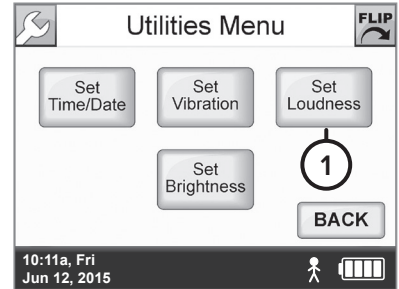 Utilities Menu
FLIP
Set
Time/Date
Set
Vibration
Set
Loudness
1
Set
Brightness
BACK
10:11a, Fri
Jun 12, 2015